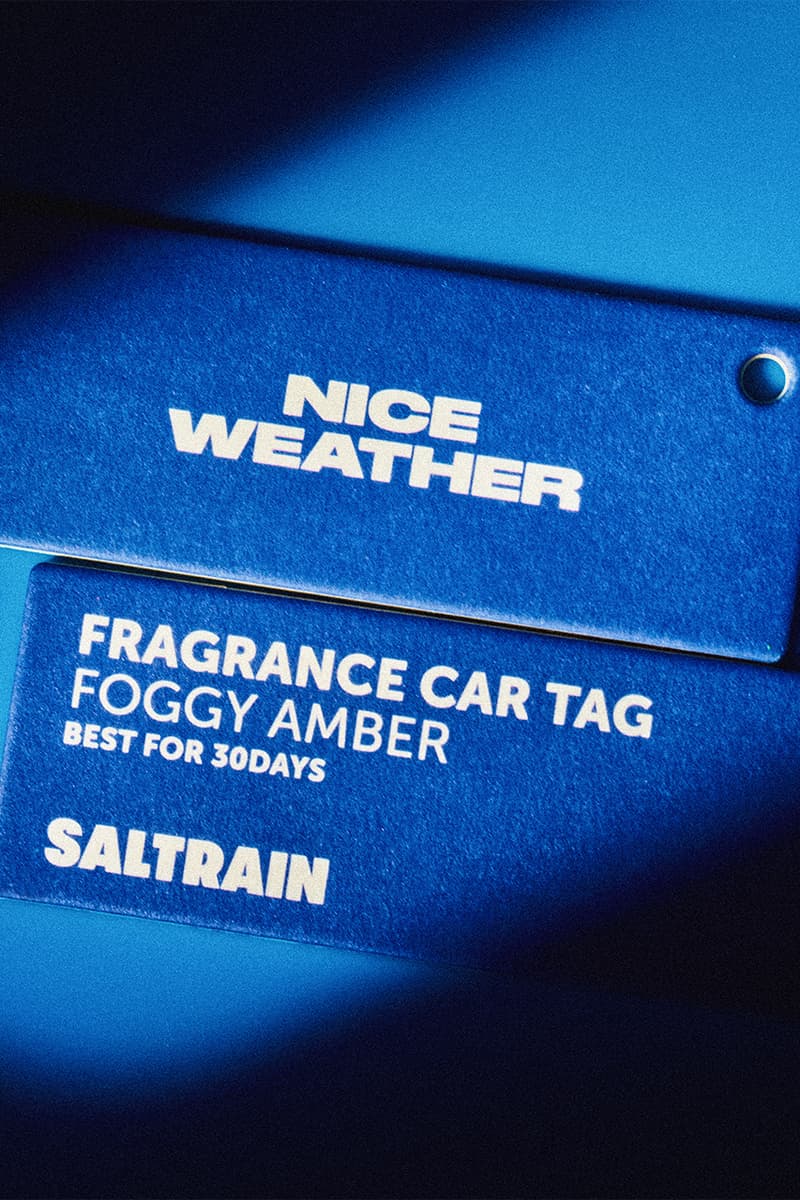 NICE
WEATHER
FRAGRANCE CAR TAG
FOGGY AMBER
BEST FOR 30DAYS
SALTRAIN